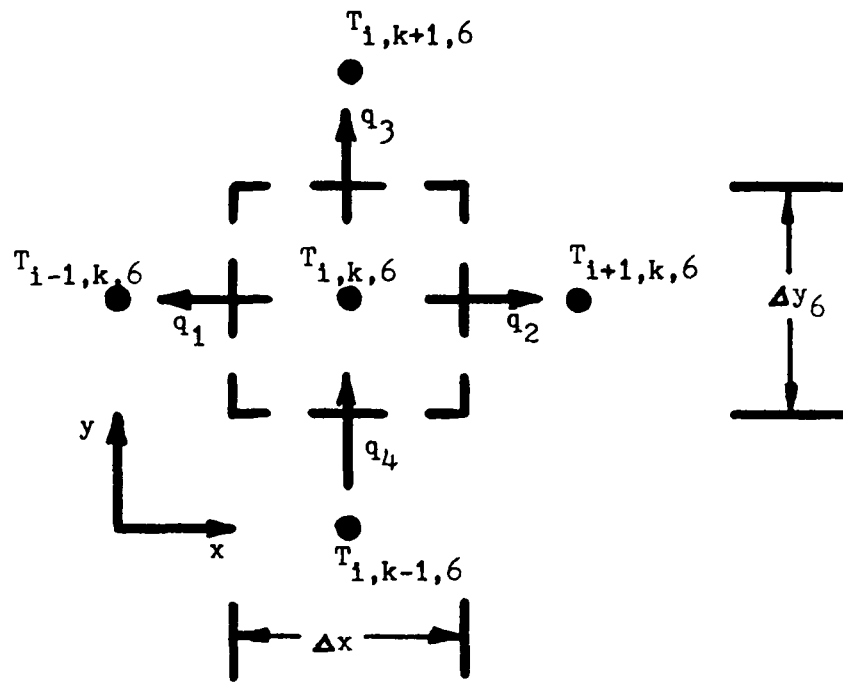 T_{i,k+1,6}
q_3
T_{i-1,k,6}
T_{i,k,6}
T_{i+1,k,6}
q_1
q_2
Δy_6
y
q_4
x
T_{i,k-1,6}
Δx